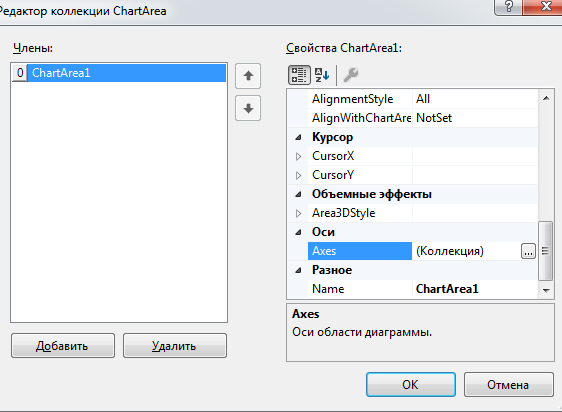 Редактор коллекции ChartArea
?
Члены:
0 ChartArea1
Добавить Удалить
Свойства ChartArea1:
AlignmentStyle All
AlignWithChartAre NotSet
Курсор
CursorX
CursorY
Объемные эффекты
Area3DStyle
Оси
Axes (Коллекция) ...
Разное
Name ChartArea1
Axes
Оси области диаграммы.
OK Отмена